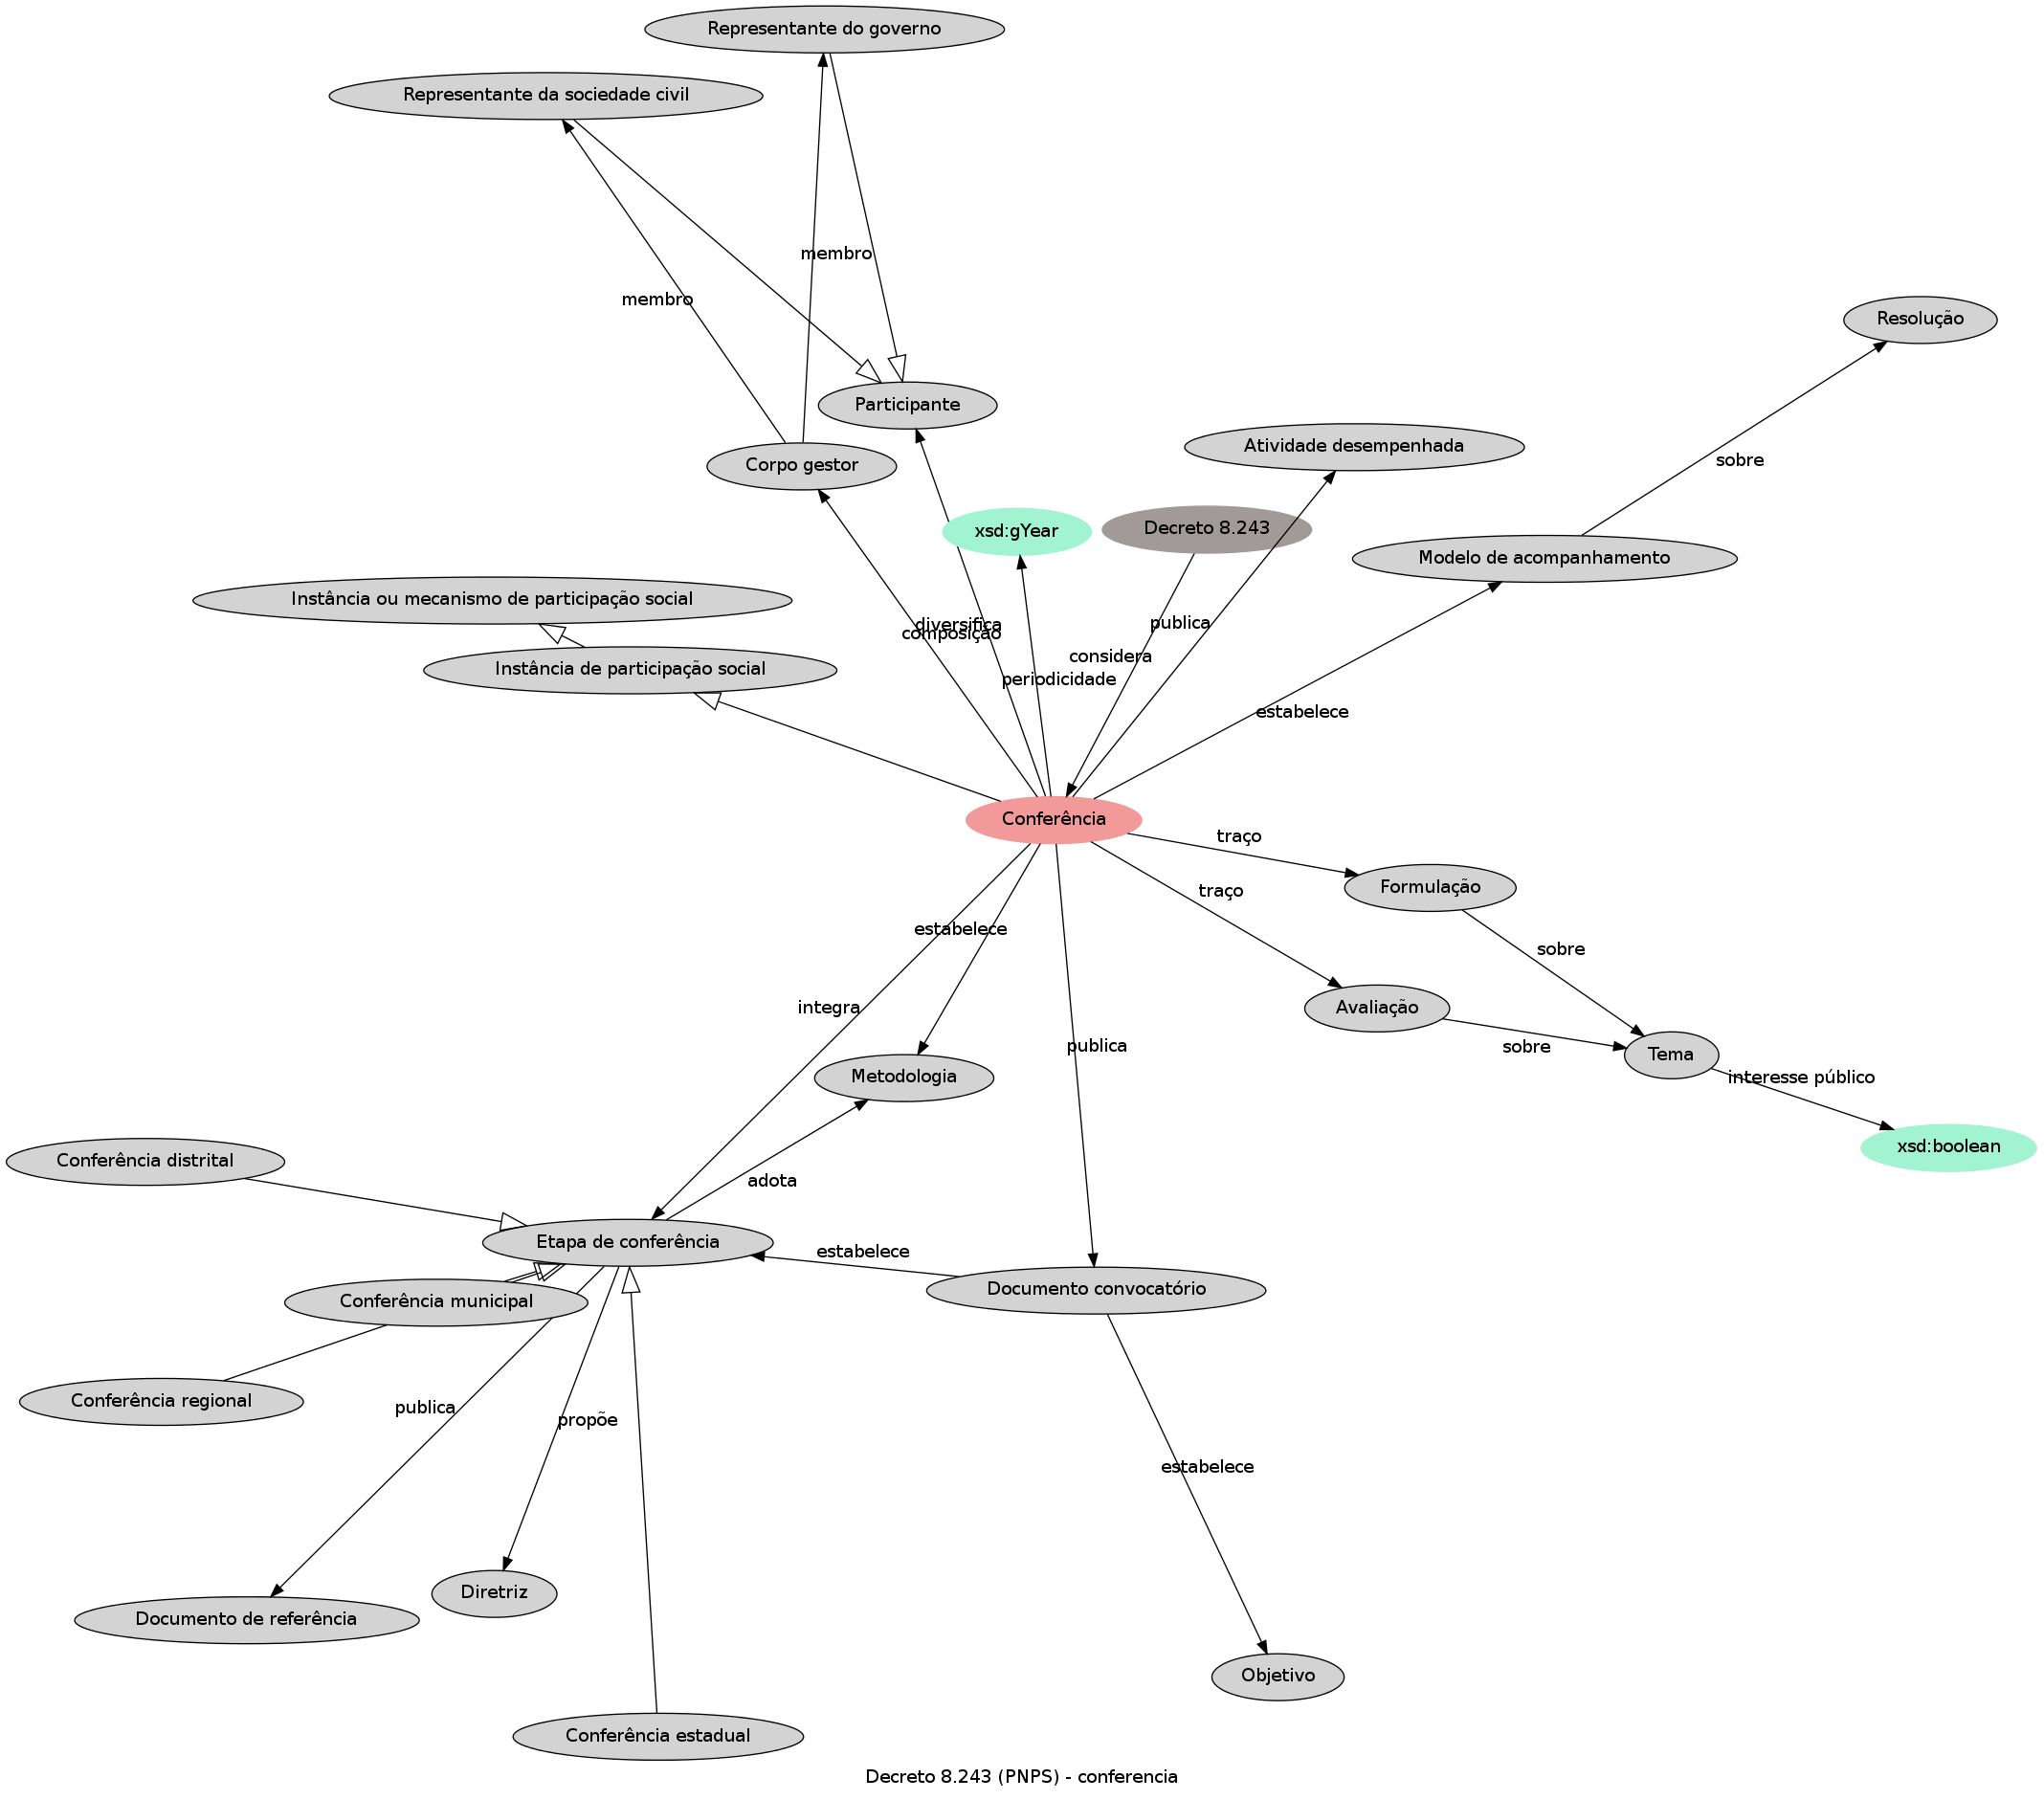 Representante do governo
Representante da sociedade civil
membro
membro
Resolução
Participante
Atividade desempenhada
Corpo gestor
sobre
xsd:gYear
Decreto 8.243
Modelo de acompanhamento
Instância ou mecanismo de participação social
diversifica
composição
publica
considera
Instância de participação social
periodicidade
estabelece
Conferência
traço
Formulação
traço
estabelece
sobre
integra
Avaliação
sobre
Tema
publica
Metodologia
interesse público
xsd:boolean
Conferência distrital
adota
Etapa de conferência
estabelece
Documento convocatório
Conferência municipal
Conferência regional
publica
propõe
estabelece
Diretriz
Documento de referência
Objetivo
Conferência estadual
Decreto 8.243 (PNPS) - conferencia